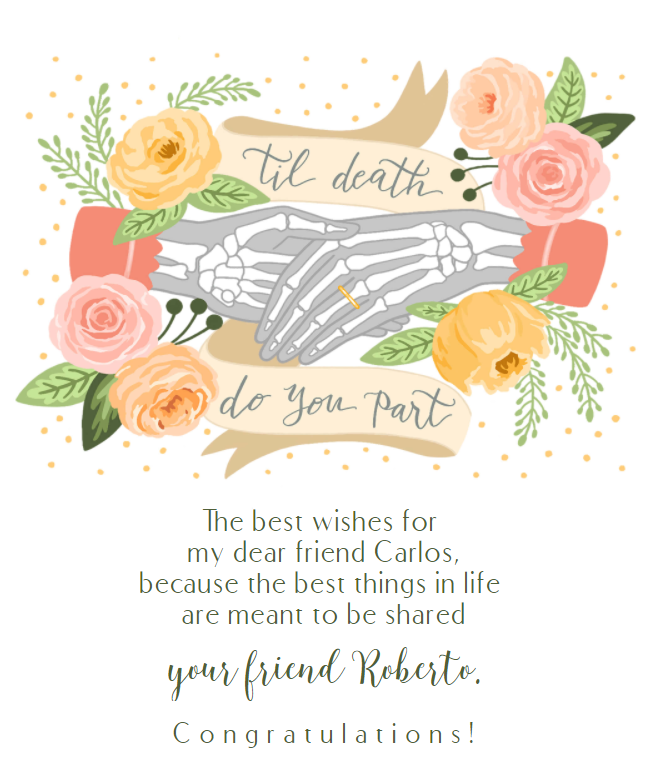 'til death
do you part
The best wishes for
my dear friend Carlos,
because the best things in life
are meant to be shared
your friend Roberto.
Congratulations!